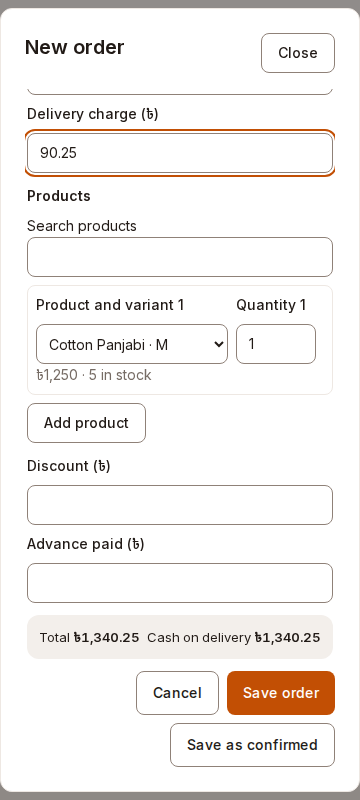 New order
Close
Delivery charge (৳)
90.25
Products
Search products
Product and variant 1
Quantity 1
Cotton Panjabi · M
1
৳1,250 · 5 in stock
Add product
Discount (৳)
Advance paid (৳)
Total ৳1,340.25 Cash on delivery ৳1,340.25
Cancel
Save order
Save as confirmed